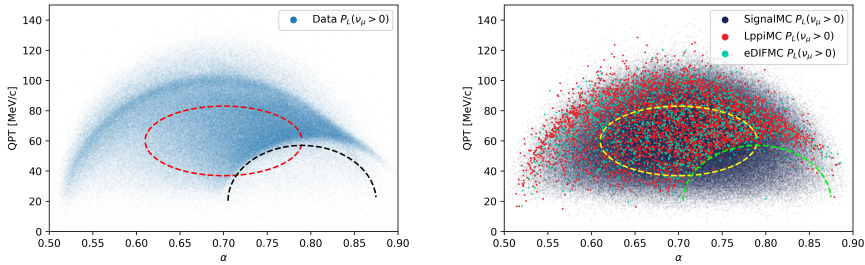 Data P_L(ν_μ > 0)
QPT [MeV/c]
140
120
100
80
60
40
20
0
0.50 0.55 0.60 0.65 0.70 0.75 0.80 0.85 0.90
α
SignalMC P_L(ν_μ > 0)
LppiMC P_L(ν_μ > 0)
eDIFMC P_L(ν_μ > 0)
QPT [MeV/c]
140
120
100
80
60
40
20
0
0.50 0.55 0.60 0.65 0.70 0.75 0.80 0.85 0.90
α